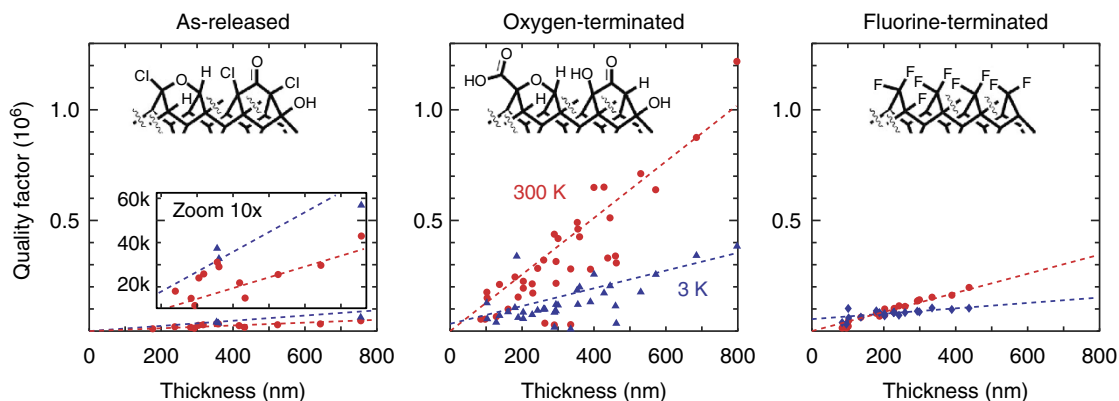 As-released
Oxygen-terminated
Fluorine-terminated
Quality factor (10⁶)
1.0
0.5
0 200 400 600 800
Thickness (nm)
Cl O H Cl O Cl H OH
Zoom 10x
60k
40k
20k
1.0
0.5
0 200 400 600 800
Thickness (nm)
O HO O H HO O H H OH
300 K
3 K
1.0
0.5
0 200 400 600 800
Thickness (nm)
F F F F F F F F